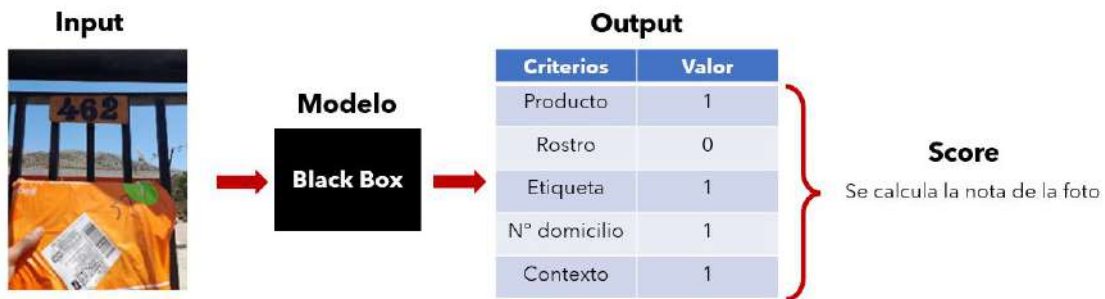 Input
462
Modelo
Black Box
Output
Criterios Valor
Producto 1
Rostro 0
Etiqueta 1
N° domicilio 1
Contexto 1
Score
Se calcula la nota de la foto